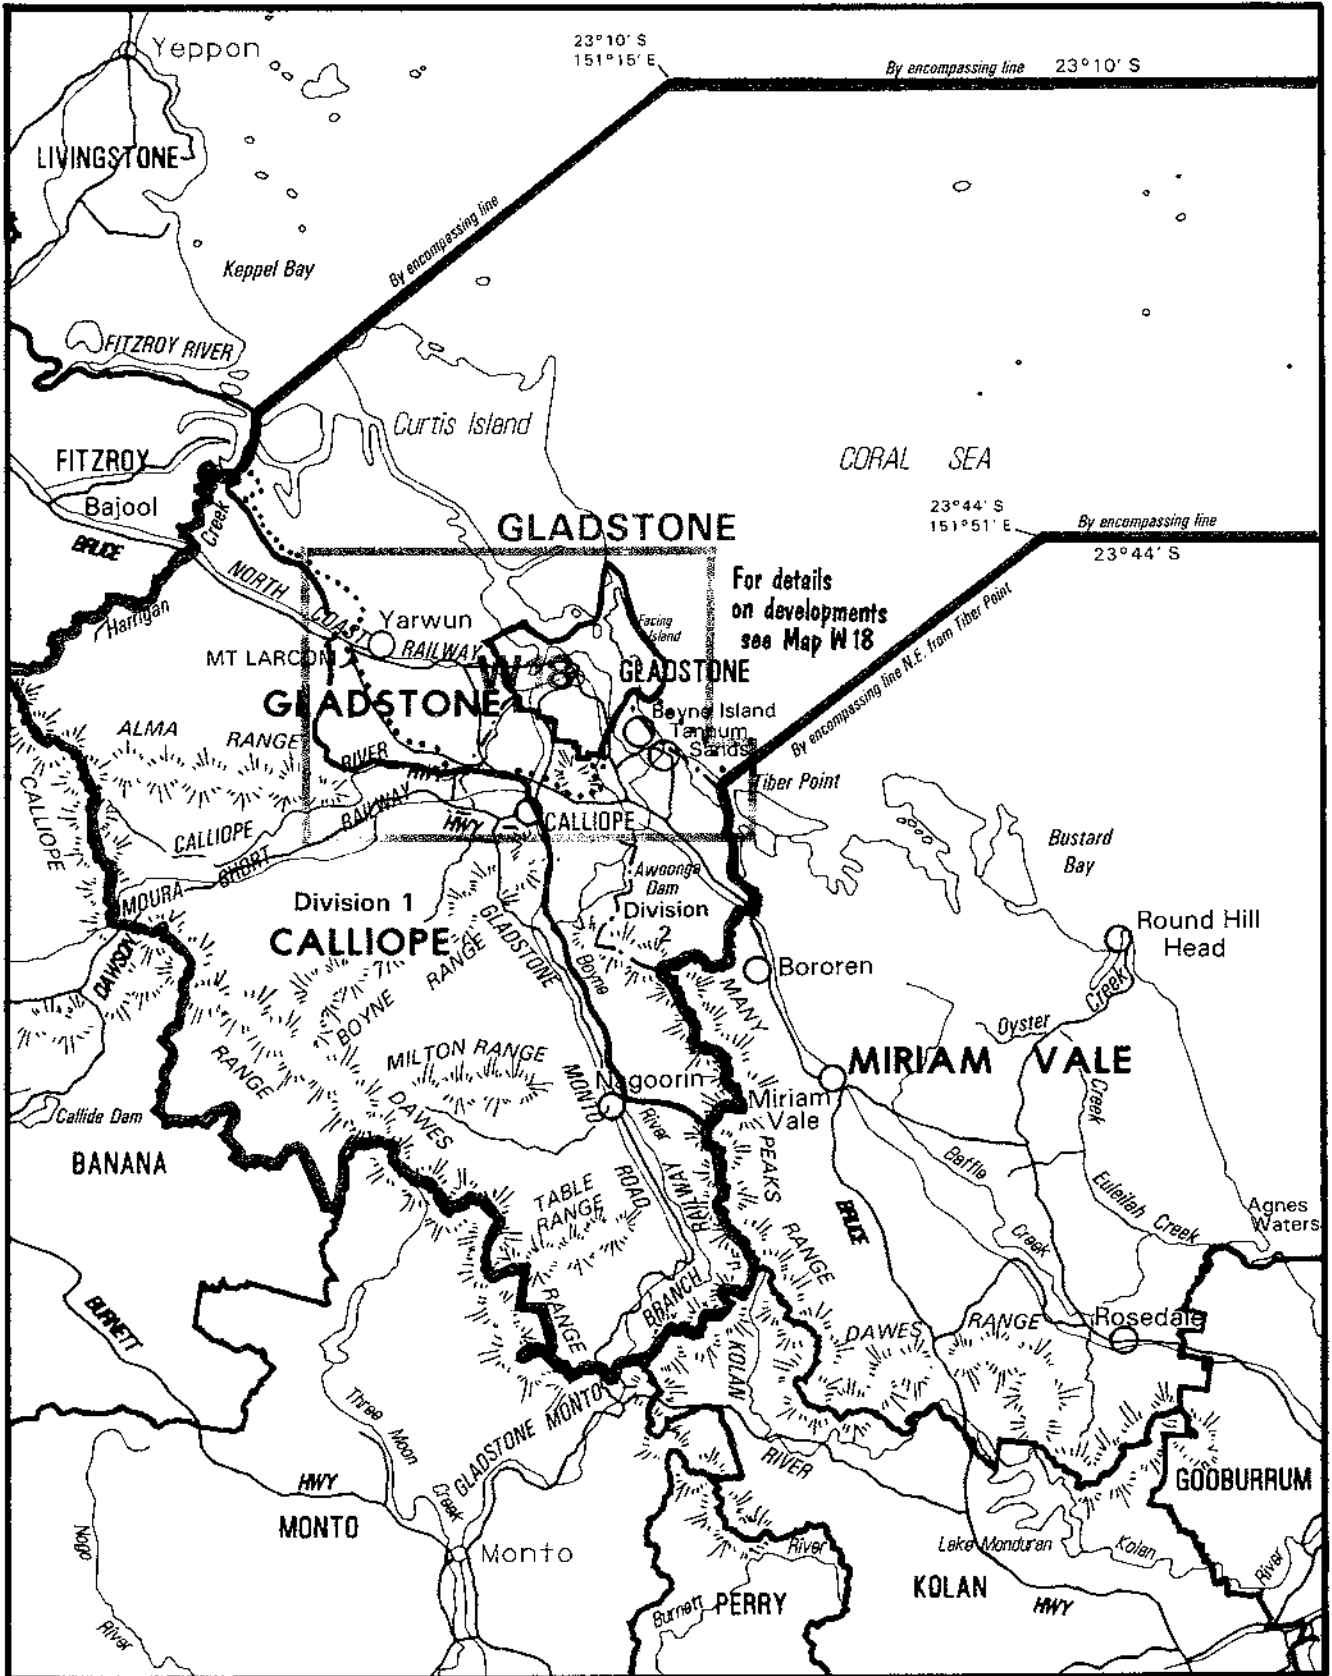 Yeppon
23°10' S
151°15' E
By encompassing line
23°10' S
LIVINGSTONE
By encompassing line
Keppel Bay
FITZROY RIVER
Curtis Island
CORAL SEA
FITZROY
Bajool
Creek
BRUCE
GLADSTONE
23°44' S
151°51' E
By encompassing line
23°44' S
For details
on developments
see Map W18
Harrigan
NORTH COAST RAILWAY
Yarwun
Facing
Island
MT LARCOM
W 8
GLADSTONE
GLADSTONE
By encompassing line N.E. from Tiber Point
Boyne Island
Tannum
Sands
ALMA RANGE
RIVER
HWY
Tiber Point
CALLIOPE
CALLIOPE
RAILWAY
HWY
CALLIOPE
Bustard
Bay
MOURA SHORT
Awoonga
Dam
Division 1
CALLIOPE
Division
2
GLADSTONE
Boyne
Round Hill
Head
DAWSON
BOYNE RANGE
Bororen
MANY
Creek
Oyster
RANGE
MILTON RANGE
MONTO
Nagoorin
MIRIAM VALE
Miriam
Vale
Creek
Callide Dam
DAWES
River
BANANA
PEAKS
Baffle
TABLE
RANGE
ROAD
RAILWAY
BRUCE
Euleilah Creek
Agnes
Waters
RANGE
Creek
BURNETT
RANGE
BRANCH
DAWES
RANGE
Rosedale
KOLAN
Three
Moon
Creek
GLADSTONE MONTO
RIVER
HWY
GOOBURRUM
MONTO
Monto
Nogo
River
River
Lake Monduran
Kolan
River
Burnett
PERRY
KOLAN
HWY